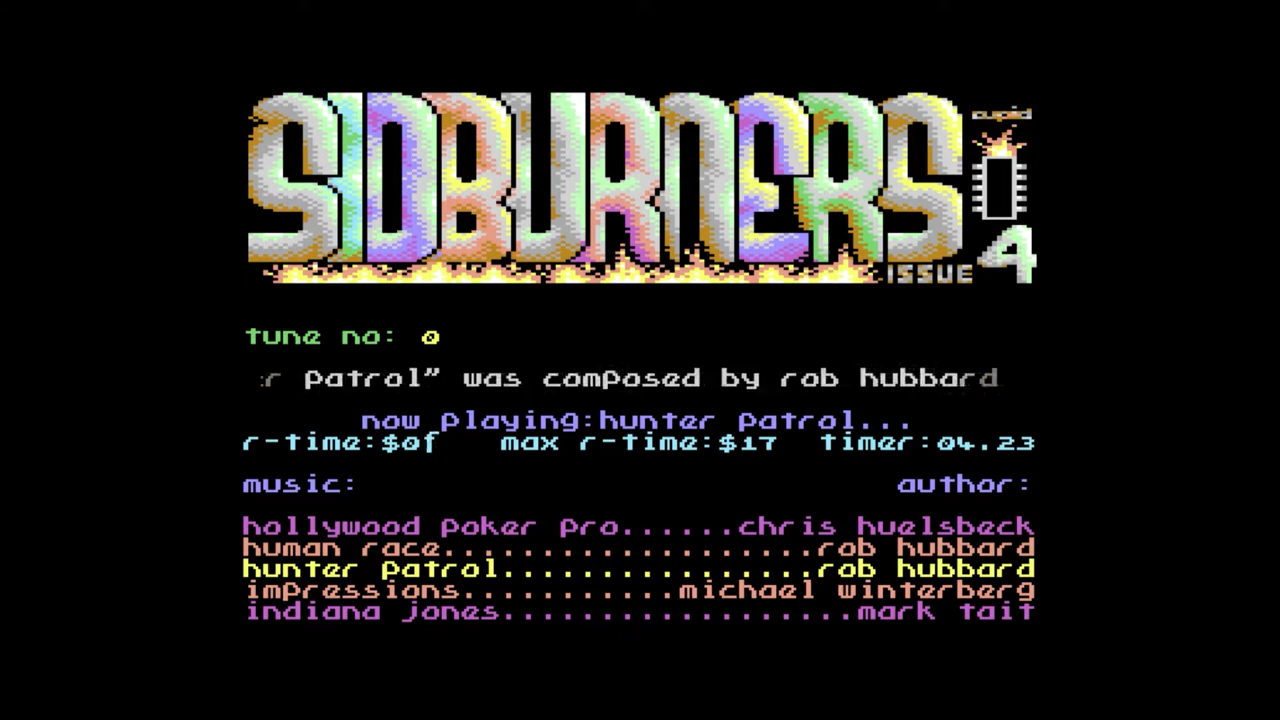 SIDBURNERS
cupid
ISSUE 4
tune no: 0
r patrol" was composed by rob hubbard
now playing:hunter patrol...
r-time:$0f max r-time:$17 timer:04.23
music: author:
hollywood poker pro......chris huelsbeck
human race...................rob hubbard
hunter patrol................rob hubbard
impressions...........michael winterberg
indiana jones..................mark tait